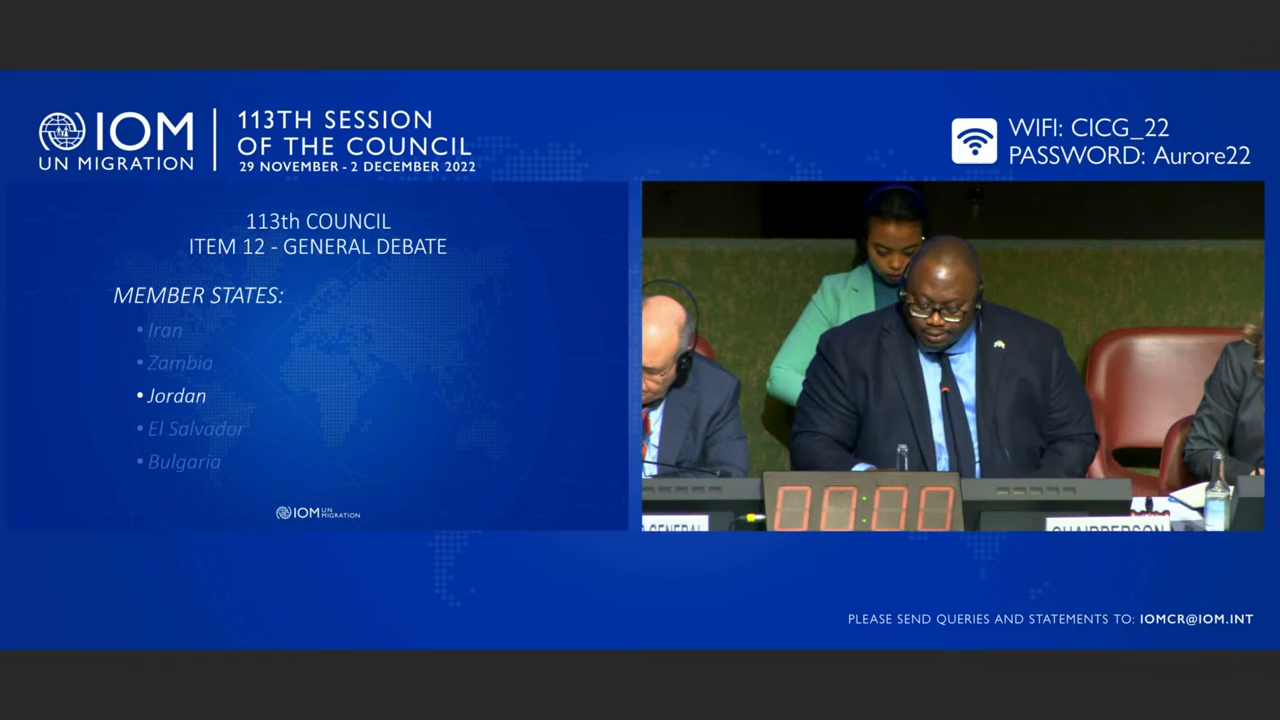 IOM
UN MIGRATION
113TH SESSION
OF THE COUNCIL
29 NOVEMBER - 2 DECEMBER 2022
WIFI: CICG_22
PASSWORD: Aurore22
113th COUNCIL
ITEM 12 - GENERAL DEBATE
MEMBER STATES:
• Iran
• Zambia
• Jordan
• El Salvador
• Bulgaria
IOM UN MIGRATION
00:00
GENERAL
CHAIRPERSON
PLEASE SEND QUERIES AND STATEMENTS TO: IOMCR@IOM.INT